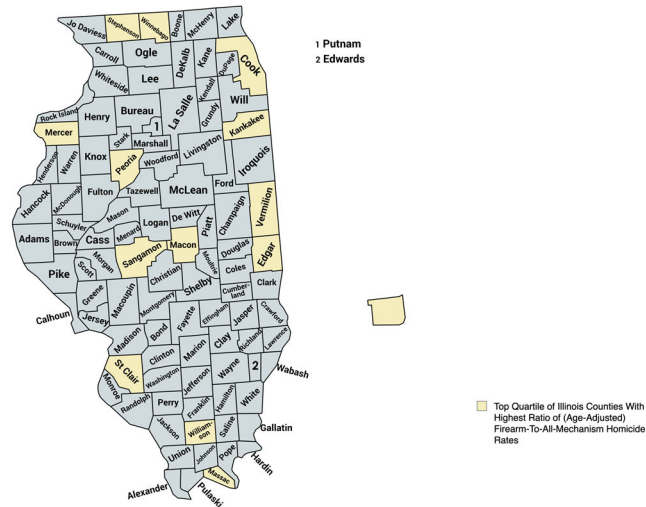 Jo Daviess
Stephenson
Winnebago
Boone
McHenry
Lake
Carroll
Ogle
DeKalb
Kane
Cook
DuPage
Whiteside
Lee
Kendall
Will
Rock Island
Henry
Bureau
La Salle
Grundy
Mercer
1
Kankakee
Stark
Marshall
Livingston
Henderson
Warren
Knox
Peoria
Woodford
Iroquois
Hancock
McDonough
Fulton
Tazewell
McLean
Ford
Vermilion
Mason
Schuyler
Logan
De Witt
Piatt
Champaign
Adams
Brown
Cass
Menard
Macon
Sangamon
Douglas
Edgar
Morgan
Scott
Moultrie
Coles
Pike
Christian
Shelby
Cumber-
land
Clark
Greene
Macoupin
Montgomery
Calhoun
Jersey
Fayette
Effingham
Jasper
Crawford
Madison
Bond
Clay
Richland
Lawrence
Marion
Clinton
St Clair
Wayne
2
Wabash
Washington
Jefferson
Monroe
Randolph
Perry
Franklin
Hamilton
White
Jackson
William-
son
Saline
Gallatin
Union
Johnson
Pope
Hardin
Massac
Alexander
Pulaski
1 Putnam
2 Edwards
Top Quartile of Illinois Counties With
Highest Ratio of (Age-Adjusted)
Firearm-To-All-Mechanism Homicide
Rates